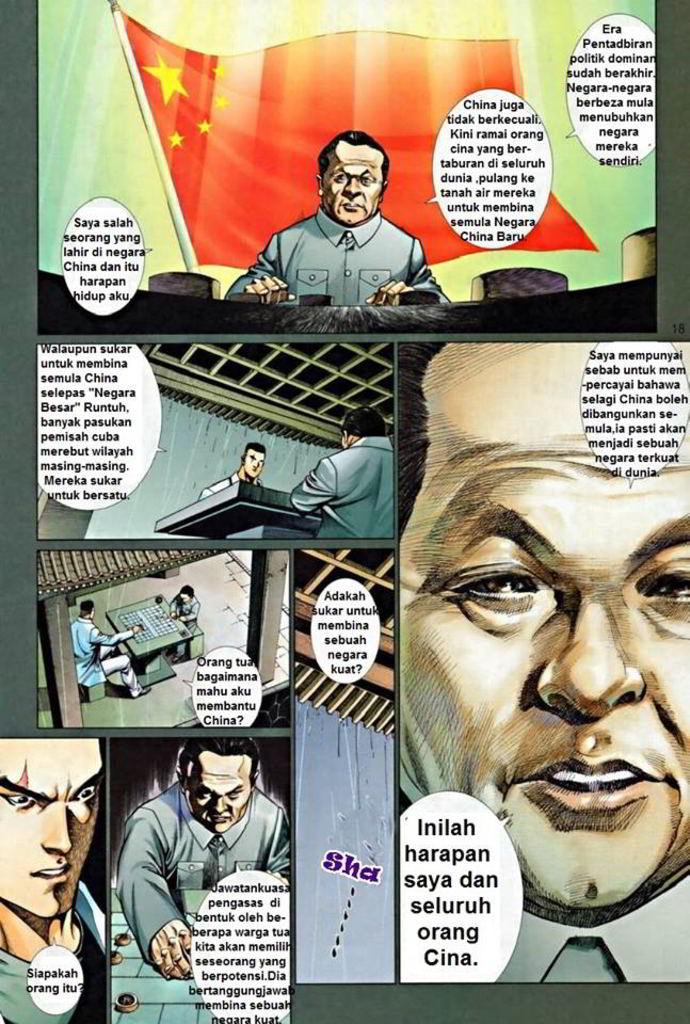 Era
Pentadbiran
politik dominan
sudah berakhir.
Negara-negara
berbeza mula
menubuhkan
negara
mereka
sendiri.
China juga
tidak berkecuali.
Kini ramai orang
cina yang ber-
taburan di seluruh
dunia ,pulang ke
tanah air mereka
untuk membina
semula Negara
China Baru.
Saya salah
seorang yang
lahir di negara
China dan itu
harapan
hidup aku.
18
Walaupun sukar
untuk membina
semula China
selepas "Negara
Besar" Runtuh,
banyak pasukan
pemisah cuba
merebut wilayah
masing-masing.
Mereka sukar
untuk bersatu.
Saya mempunyai
sebab untuk mem
-percayai bahawa
selagi China boleh
dibangunkan se-
mula,ia pasti akan
menjadi sebuah
negara terkuat
di dunia.
Orang tua
bagaimana
mahu aku
membantu
China?
Adakah
sukar untuk
membina
sebuah
negara
kuat?
Sha
Inilah
harapan
saya dan
seluruh
orang
Cina.
Jawatankuasa
pengasas di
bentuk oleh be-
berapa warga tua
kita akan memilih
seseorang yang
berpotensi.Dia
bertanggungjawab
membina sebuah
negara kuat.
Siapakah
orang itu?